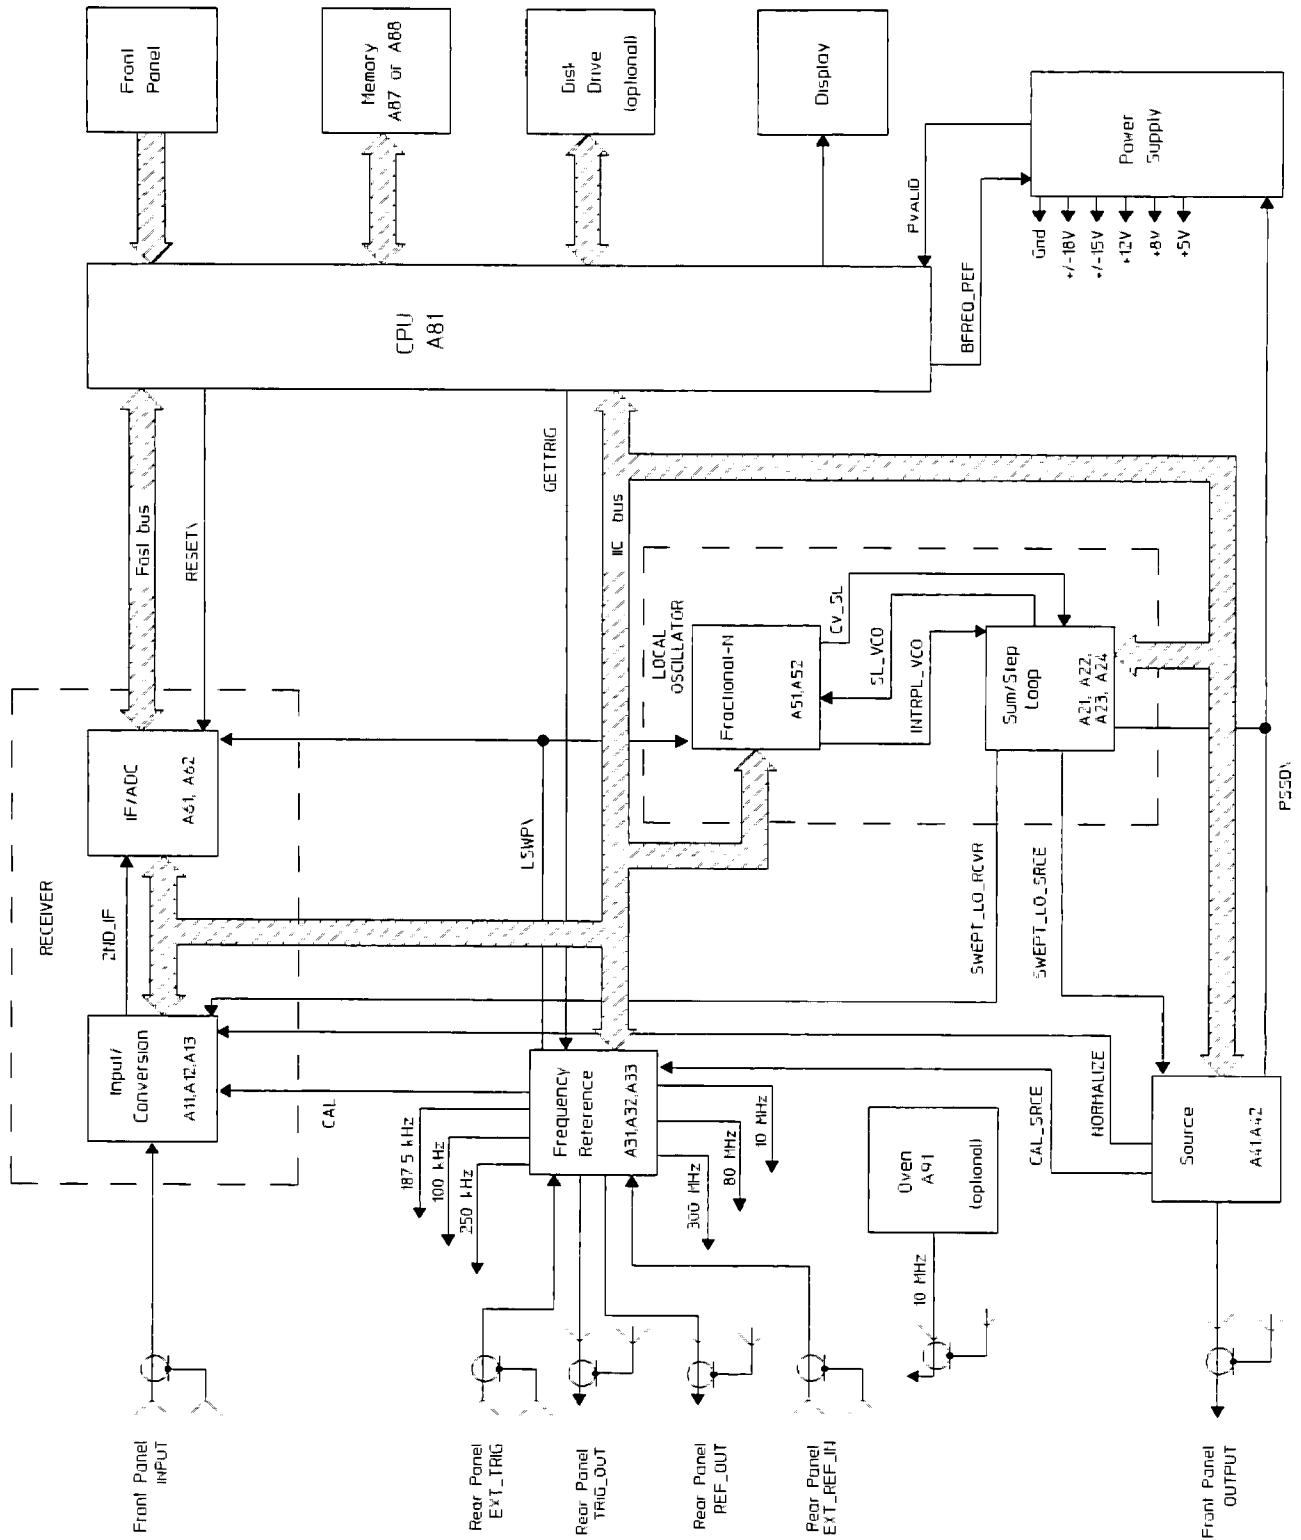 Front
Panel
Memory
A87 or A88
Disk
Drive
(optional)
Display
Power
Supply
PVALID
BFREQ_REF
Gnd
+/-18V
+/-15V
+12V
+8V
+5V
CPU
A81
Fast bus
RESET\
GETTRIG
IIC bus
LOCAL
OSCILLATOR
Fractional-N
A51,A52
CV_SL
SL_VCO
INTRPL_VCO
Sum/Step
Loop
A21, A22,
A23, A24
PSSD\
RECEIVER
IF/ADC
A61, A62
2ND_IF
LSWP\
SWEPT_LO_RCVR
SWEPT_LO_SRCE
Input/
Conversion
A11,A12,A13
CAL
187.5 kHz
100 kHz
250 kHz
Frequency
Reference
A31,A32,A33
10 MHz
80 MHz
300 MHz
Oven
A91
(optional)
10 MHz
CAL_SRCE
NORMALIZE
Source
A41,A42
Front Panel
INPUT
Rear Panel
EXT_TRIG
Rear Panel
TRIG_OUT
Rear Panel
REF_OUT
Rear Panel
EXT_REF_IN
Front Panel
OUTPUT